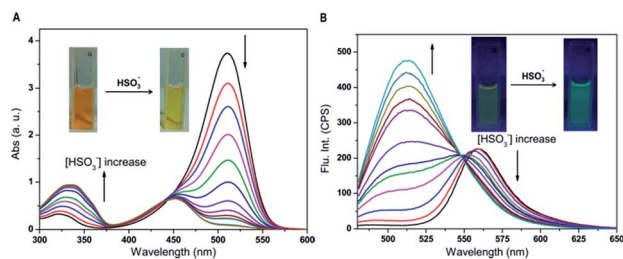 A
B
HSO₃⁻
[HSO₃⁻] increase
Abs (a. u.)
4
3
2
1
0
300 350 400 450 500 550 600
Wavelength (nm)
HSO₃⁻
[HSO₃⁻] increase
Flu. Int. (CPS)
500
400
300
200
100
0
500 525 550 575 600 625 650
Wavelength (nm)